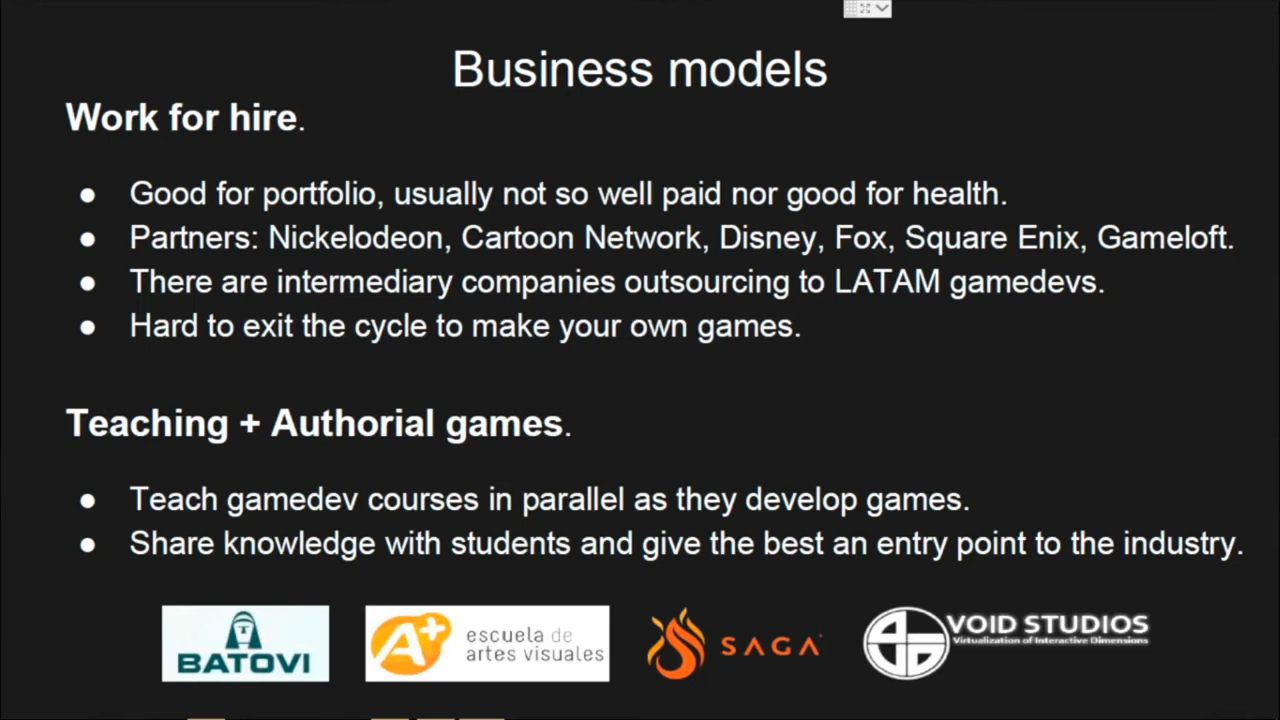 Business models
Work for hire.
● Good for portfolio, usually not so well paid nor good for health.
● Partners: Nickelodeon, Cartoon Network, Disney, Fox, Square Enix, Gameloft.
● There are intermediary companies outsourcing to LATAM gamedevs.
● Hard to exit the cycle to make your own games.
Teaching + Authorial games.
● Teach gamedev courses in parallel as they develop games.
● Share knowledge with students and give the best an entry point to the industry.
BATOVI
A+
escuela de
artes visuales
SAGA
VOID STUDIOS
Virtualization of Interactive Dimensions